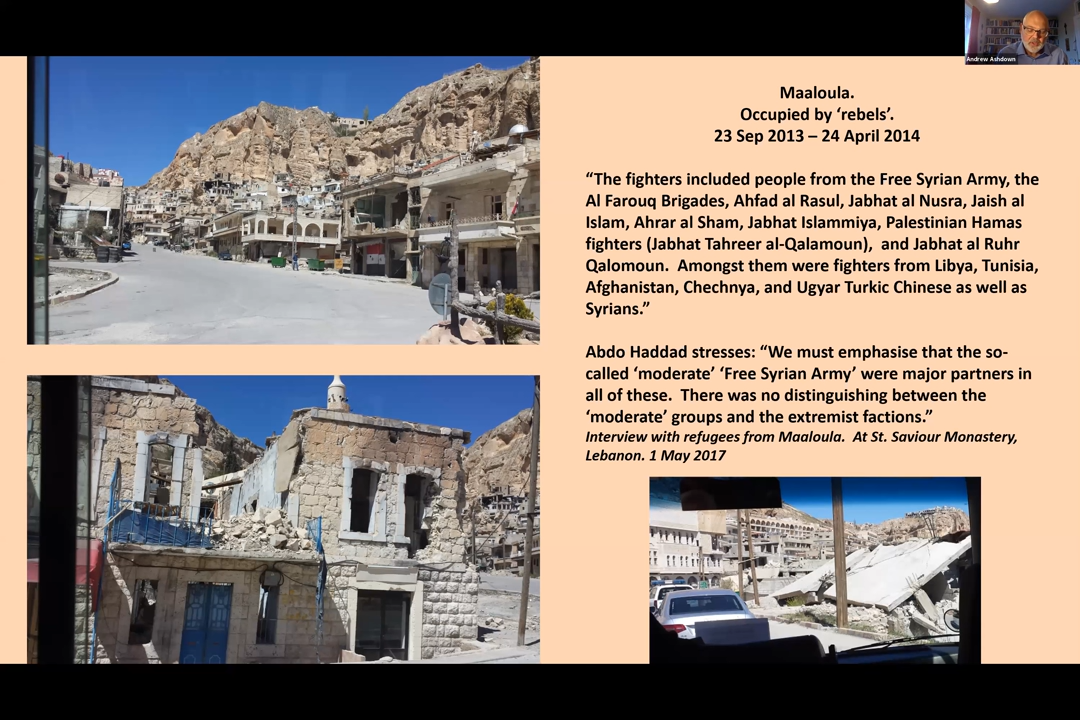 Andrew Ashdown
Maaloula.
Occupied by ‘rebels’.
23 Sep 2013 – 24 April 2014
“The fighters included people from the Free Syrian Army, the
Al Farouq Brigades, Ahfad al Rasul, Jabhat al Nusra, Jaish al
Islam, Ahrar al Sham, Jabhat Islammiya, Palestinian Hamas
fighters (Jabhat Tahreer al-Qalamoun),  and Jabhat al Ruhr
Qalomoun.  Amongst them were fighters from Libya, Tunisia,
Afghanistan, Chechnya, and Ugyar Turkic Chinese as well as
Syrians.”
Abdo Haddad stresses: “We must emphasise that the so-
called ‘moderate’ ‘Free Syrian Army’ were major partners in
all of these.  There was no distinguishing between the
‘moderate’ groups and the extremist factions.”
Interview with refugees from Maaloula.  At St. Saviour Monastery,
Lebanon. 1 May 2017